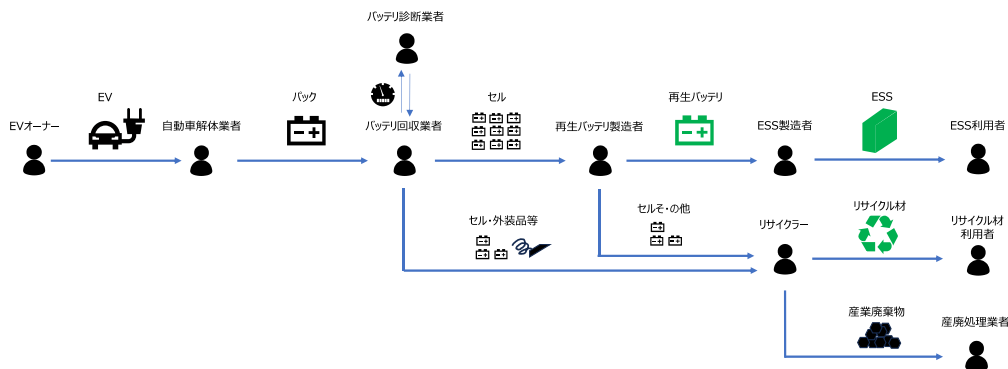 バッテリ診断業者
EV
パック
セル
再生バッテリ
ESS
EVオーナー
自動車解体業者
バッテリ回収業者
再生バッテリ製造者
ESS製造者
ESS利用者
セル・外装品等
セルそ・の他
リサイクラー
リサイクル材
リサイクル材
利用者
産業廃棄物
産廃処理業者